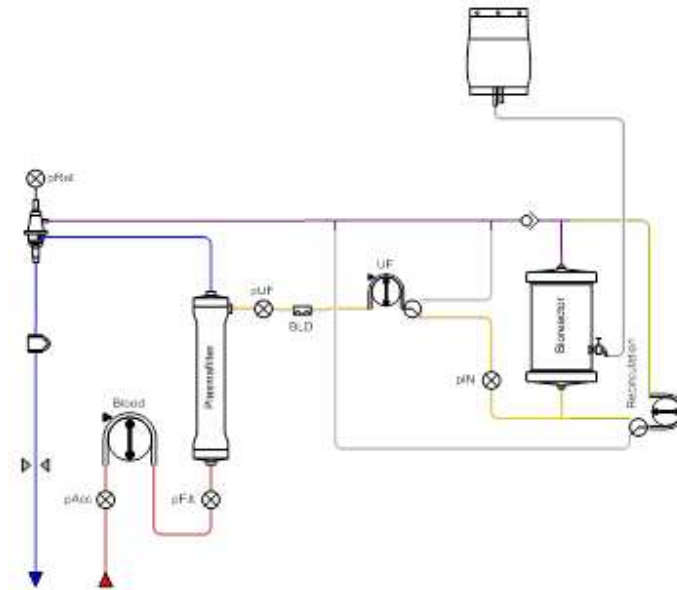 pRet
UF
pUF
BLD
Bioreactor
Plasmafilter
pIN
Recirculation
Blood
pAcc
pFil